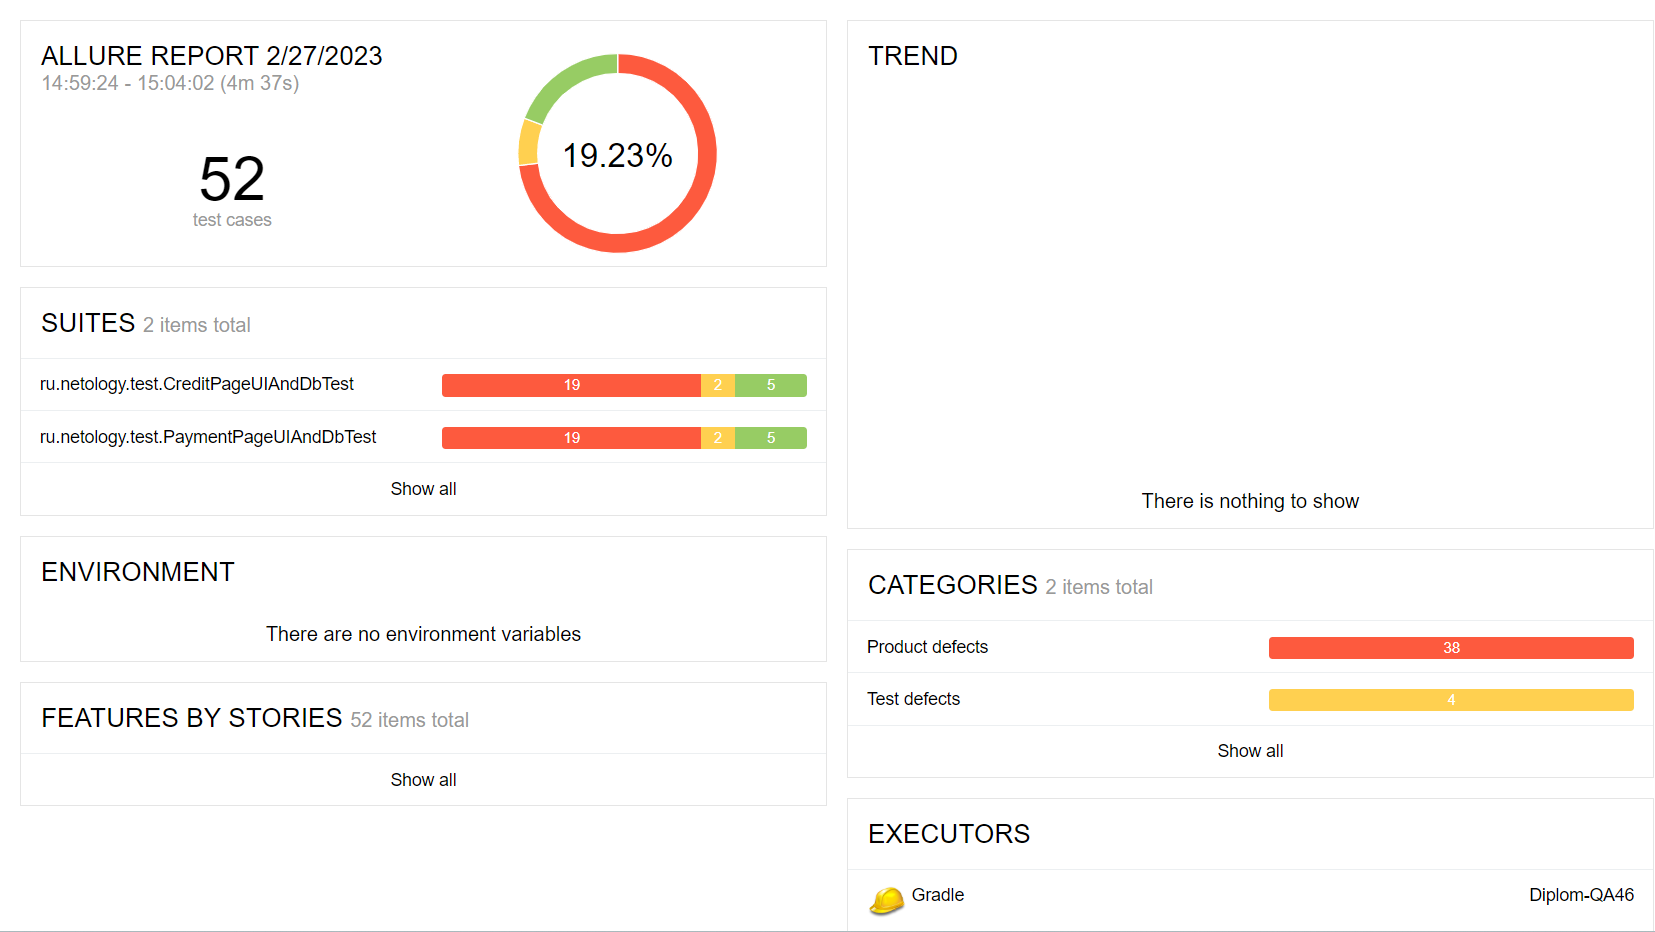 ALLURE REPORT 2/27/2023
14:59:24 - 15:04:02 (4m 37s)
52
test cases
19.23%
SUITES 2 items total
ru.netology.test.CreditPageUIAndDbTest 19 2 5
ru.netology.test.PaymentPageUIAndDbTest 19 2 5
Show all
ENVIRONMENT
There are no environment variables
FEATURES BY STORIES 52 items total
Show all
TREND
There is nothing to show
CATEGORIES 2 items total
Product defects 38
Test defects 4
Show all
EXECUTORS
Gradle Diplom-QA46